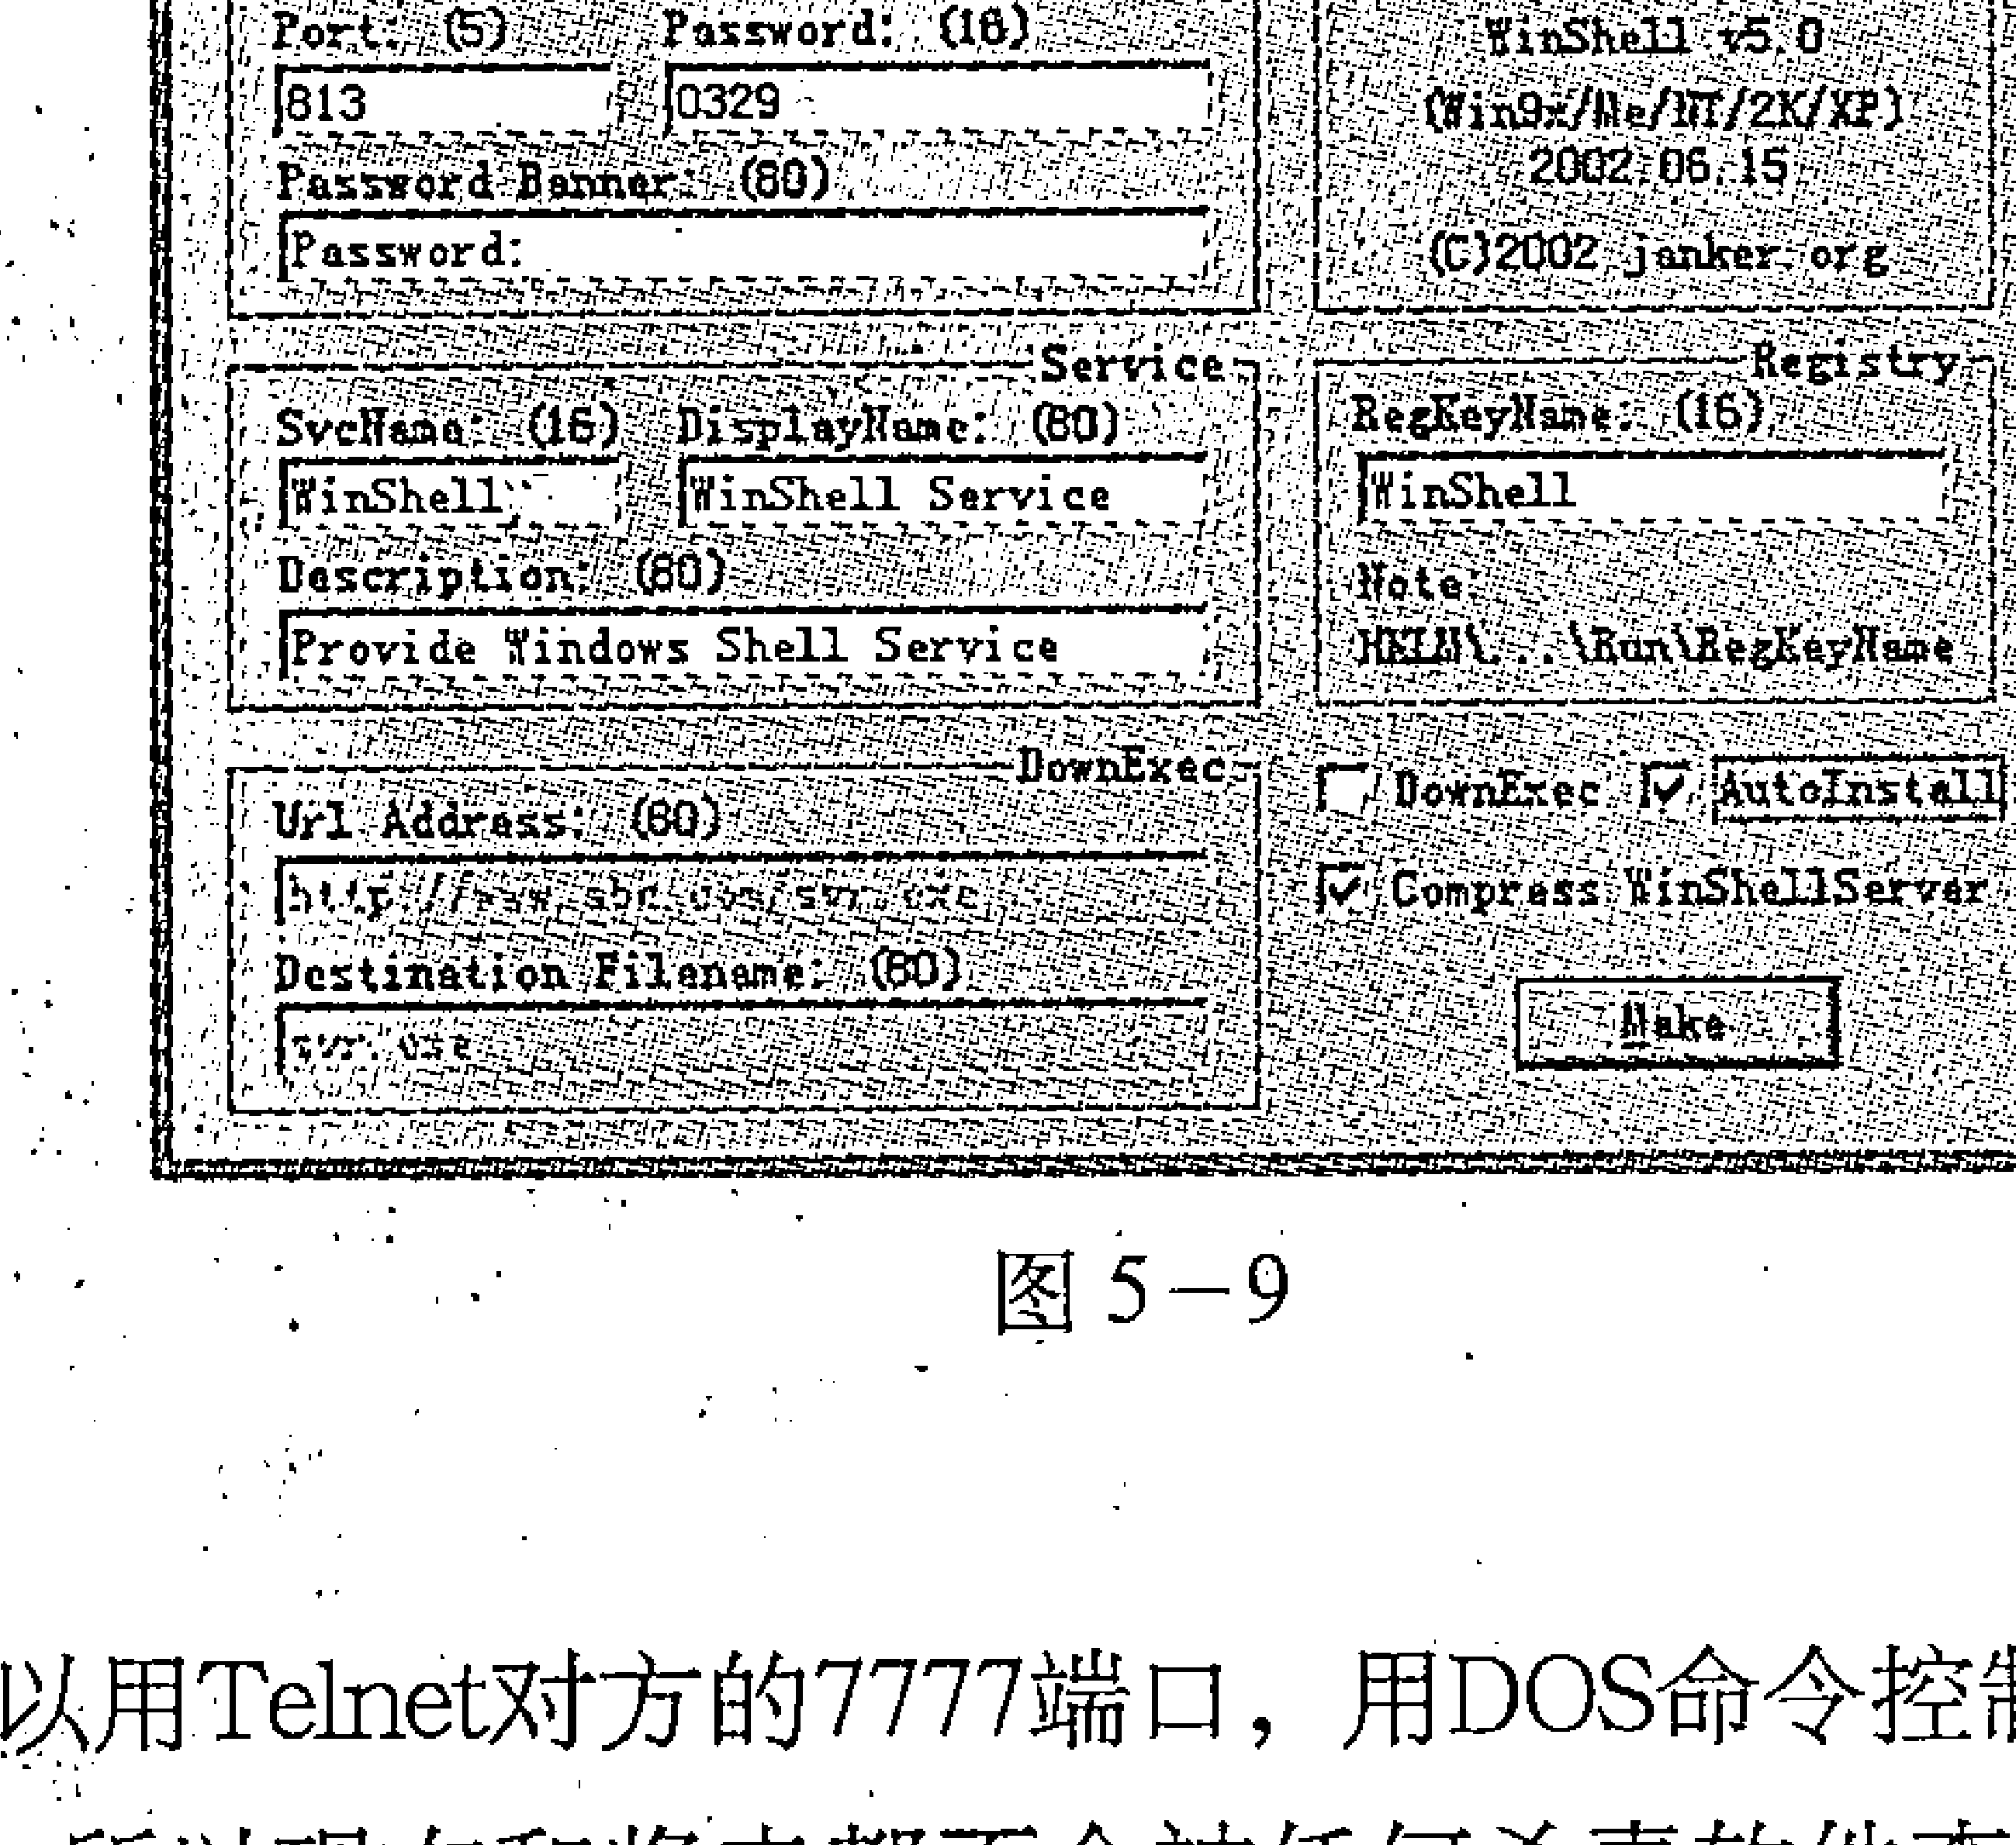 Port: (5) Password: (16)
813 0329
Password Banner: (80)
Password:
WinShell v5.0
(Win9x/Me/NT/2K/XP)
2002.06.15
(C)2002 janker.org
Service
SvcName: (16) DisplayName: (80)
WinShell WinShell Service
Description: (80)
Provide Windows Shell Service
Registry
RegKeyName: (16)
WinShell
Note:
HKLM\...\Run\RegKeyName
DownExec
Url Address: (80)
Destination Filename: (80)
DownExec AutoInstall
Compress WinShellServer
Make
图 5－9
以用Telnet对方的7777端口，用DOS命令控制